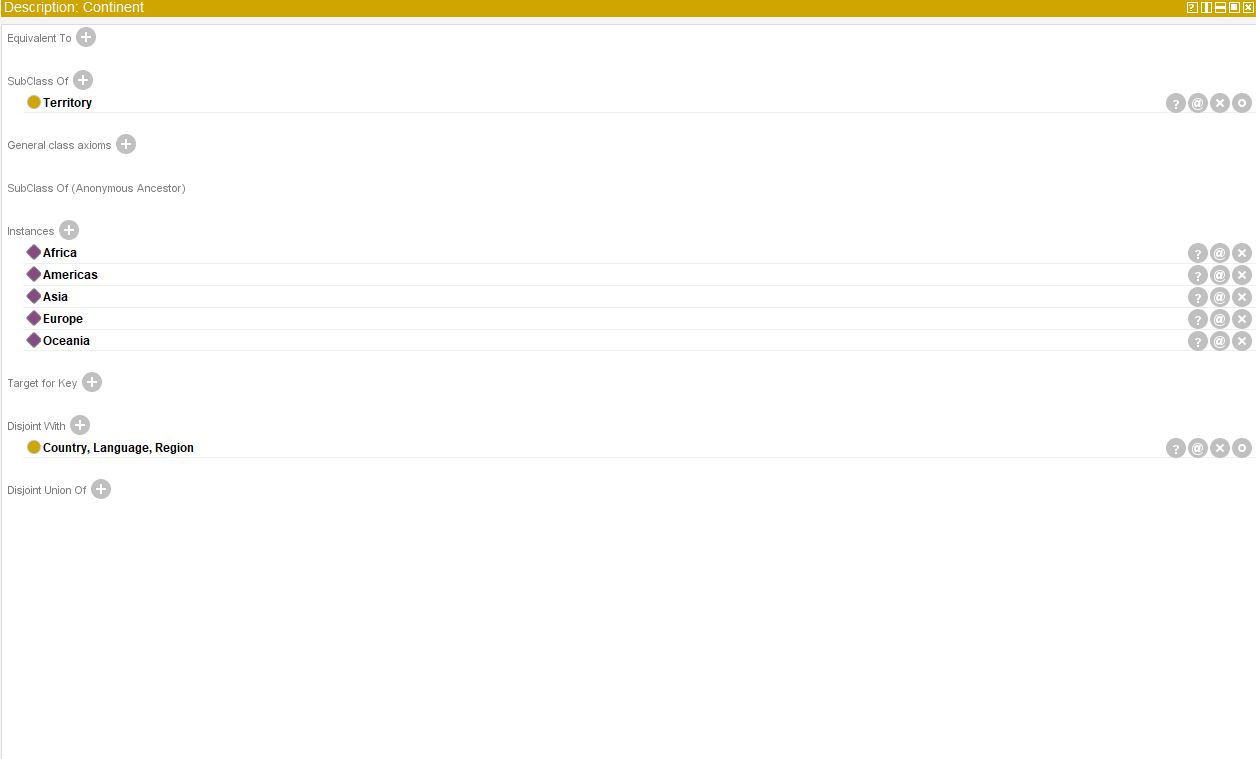 Description: Continent
Equivalent To
SubClass Of
Territory
General class axioms
SubClass Of (Anonymous Ancestor)
Instances
Africa
Americas
Asia
Europe
Oceania
Target for Key
Disjoint With
Country, Language, Region
Disjoint Union Of